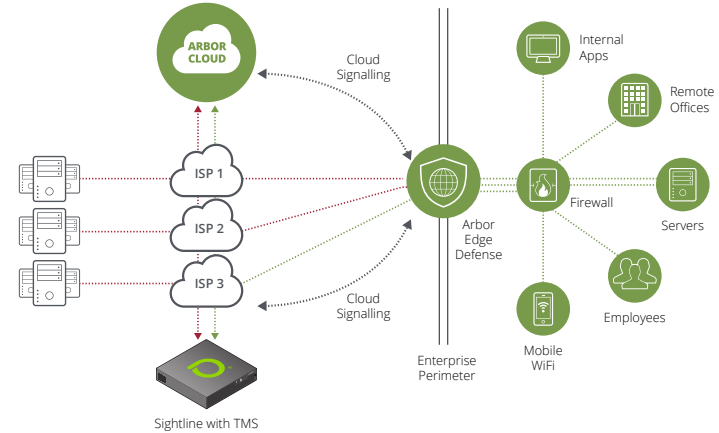 ARBOR
CLOUD
Cloud
Signalling
Internal
Apps
Remote
Offices
ISP 1
ISP 2
ISP 3
Arbor
Edge
Defense
Firewall
Servers
Cloud
Signalling
Employees
Mobile
WiFi
Enterprise
Perimeter
Sightline with TMS